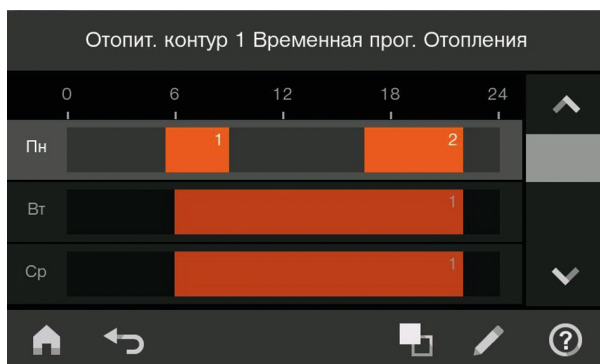 Отопит. контур 1 Временная прог. Отопления
0 6 12 18 24
Пн 1 2
Вт 1
Ср 1
?